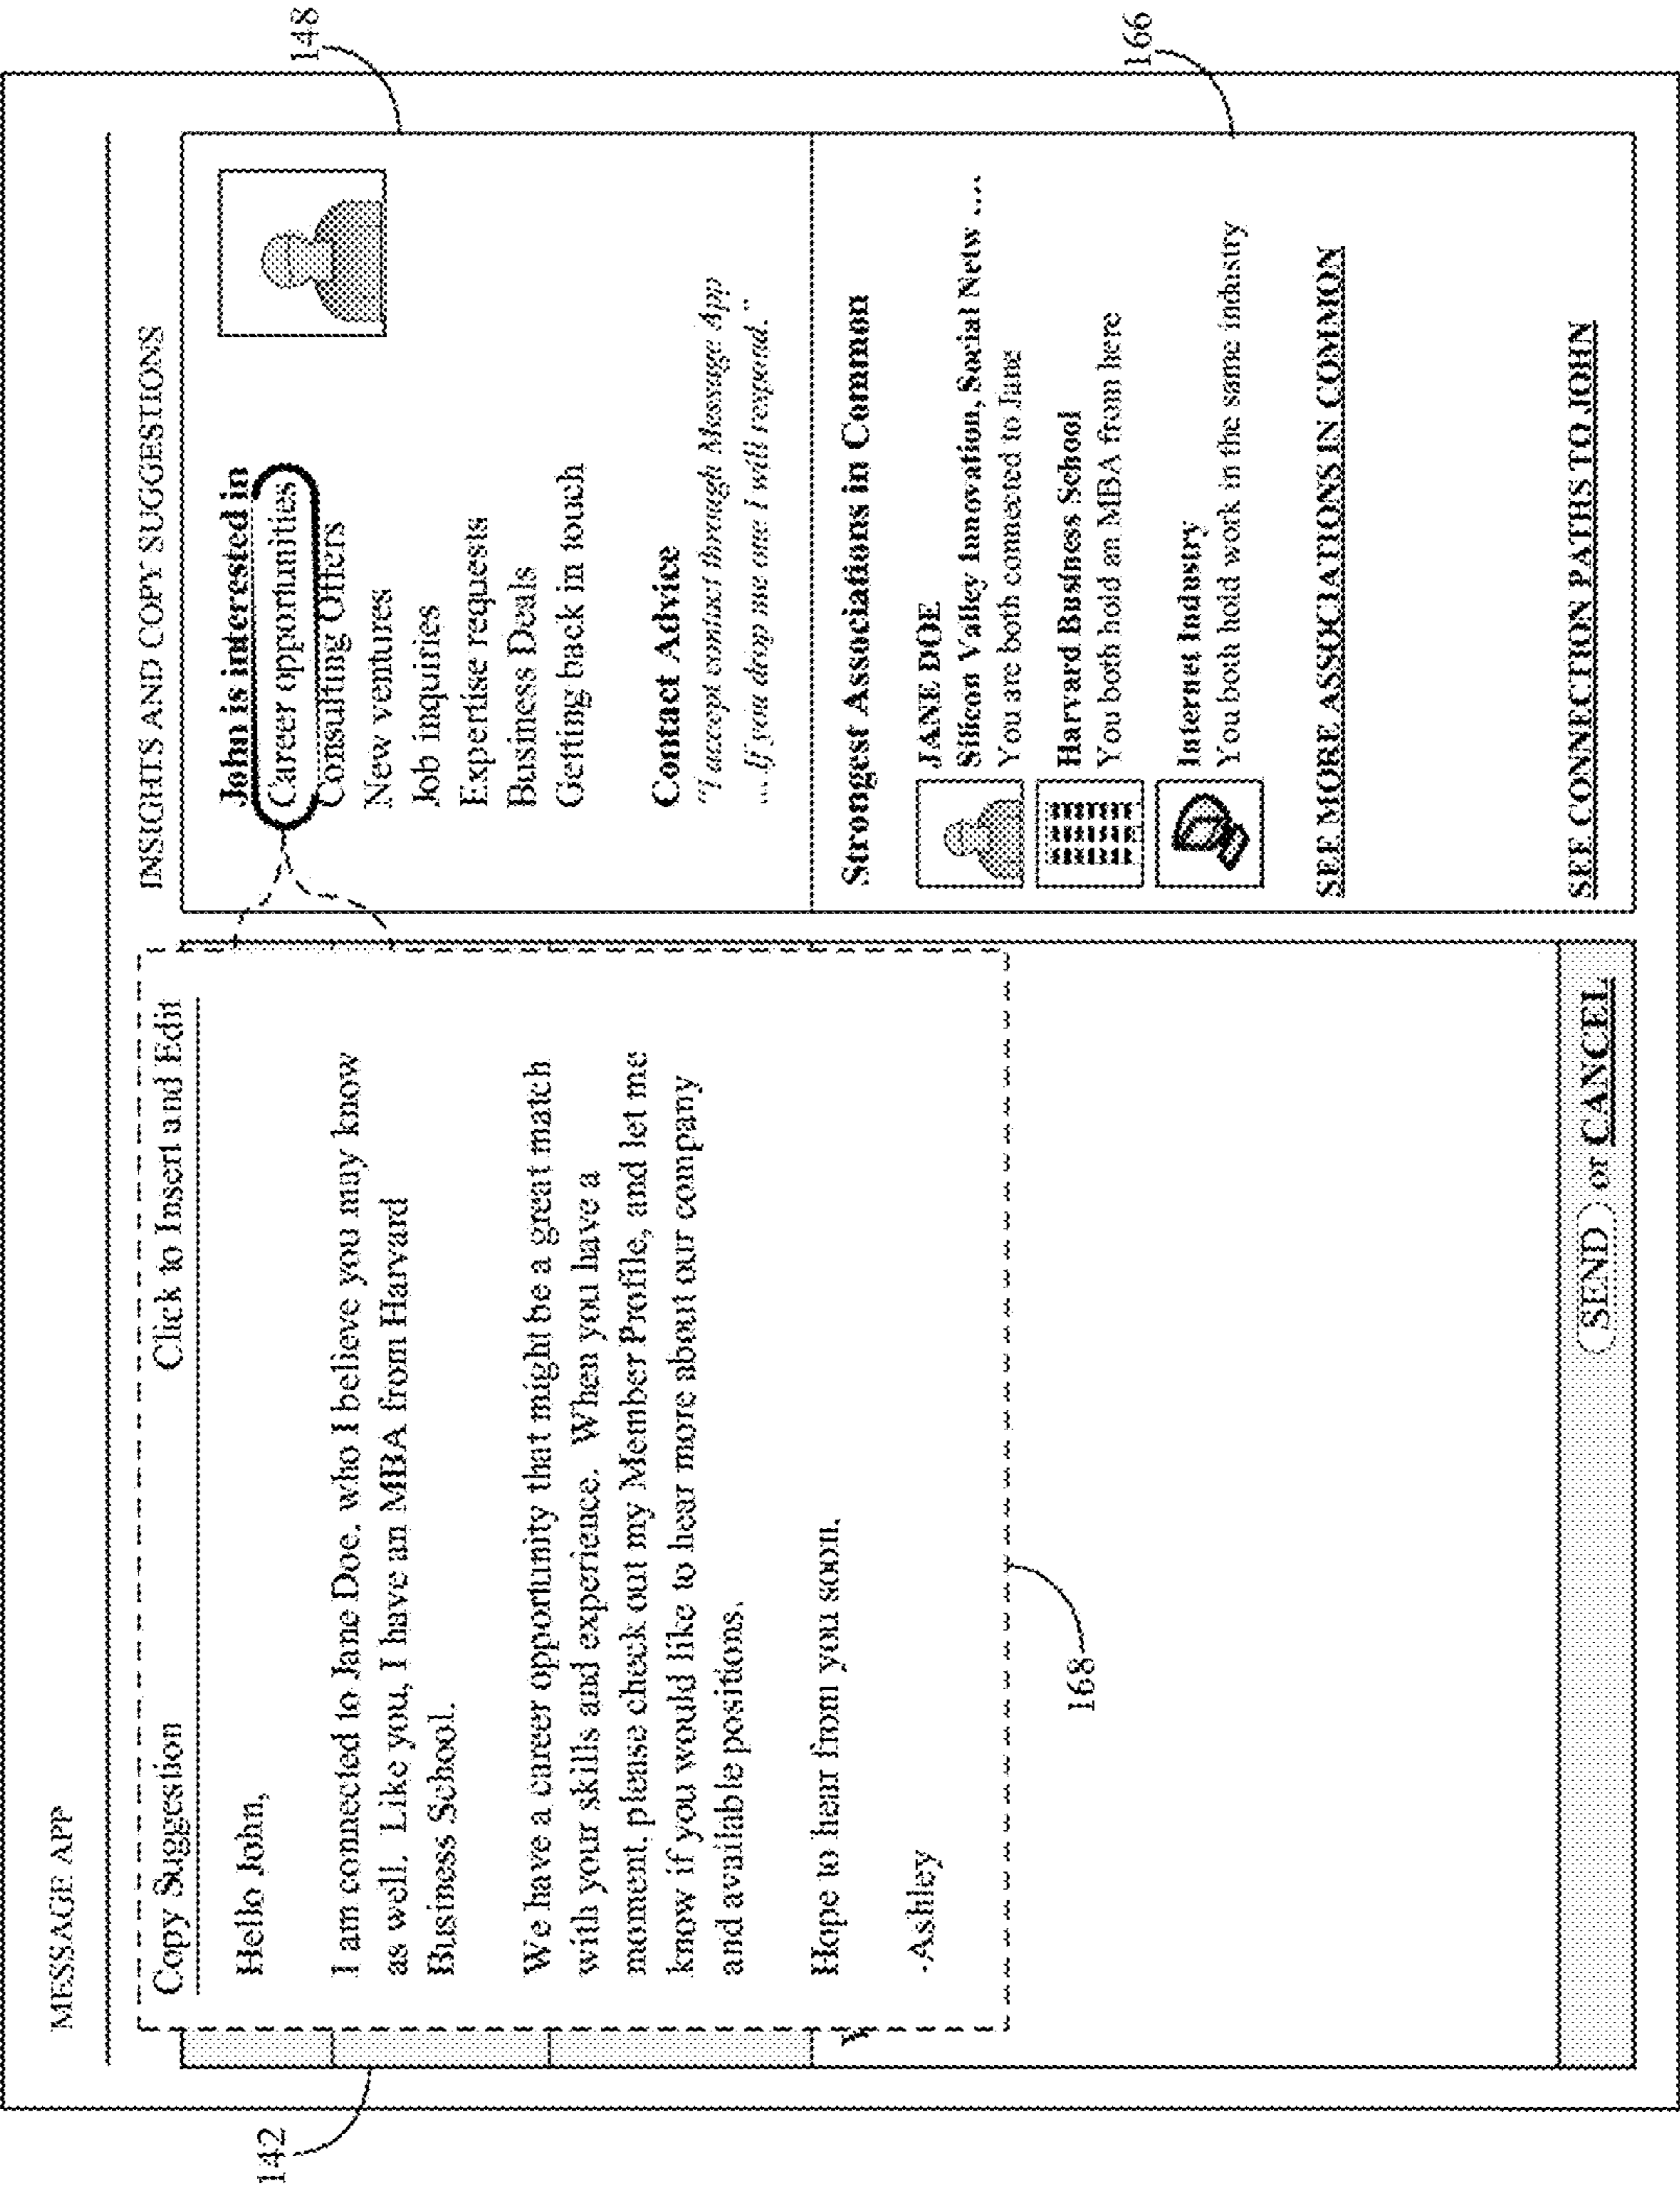 MESSAGE APP
Copy Suggestion Click to Insert and Edit
Hello John,
I am connected to Jane Doe, who I believe you may know
as well. Like you, I have an MBA from Harvard
Business School.
We have a career opportunity that might be a great match
with your skills and experience. When you have a
moment, please check out my Member Profile, and let me
know if you would like to hear more about our company
and available positions.
Hope to hear from you soon,
-Ashley
SEND or CANCEL
142
168
INSIGHTS AND COPY SUGGESTIONS
John is interested in
Career opportunities
Consulting Offers
New ventures
Job inquiries
Expertise requests
Business Deals
Getting back in touch
Contact Advice
"I accept contact through Message App
....If you drop me one I will respond."
148
Strongest Associations in Common
JANE DOE
Silicon Valley Innovation, Social Netw ....
You are both connected to Jane
Harvard Business School
You both hold an MBA from here
Internet Industry
You both hold work in the same industry
SEE MORE ASSOCIATIONS IN COMMON
SEE CONNECTION PATHS TO JOHN
166